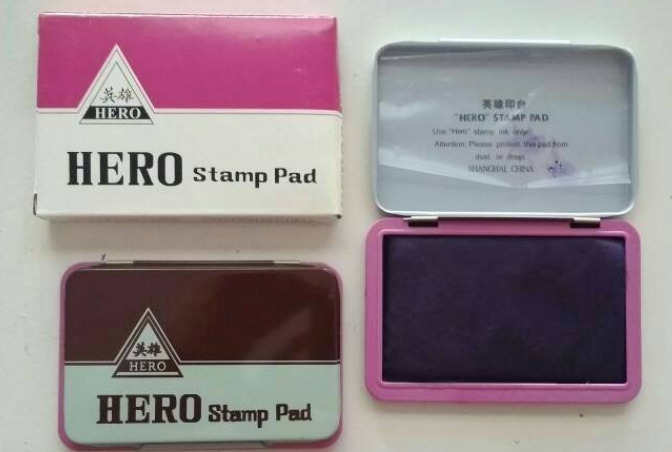 英雄
HERO
HERO Stamp Pad
英雄印台
"HERO" STAMP PAD
Use "Hero" stamp ink only!
Attention: Please protect this pad from
dust or drops
SHANGHAI, CHINA
英雄
HERO
HERO Stamp Pad